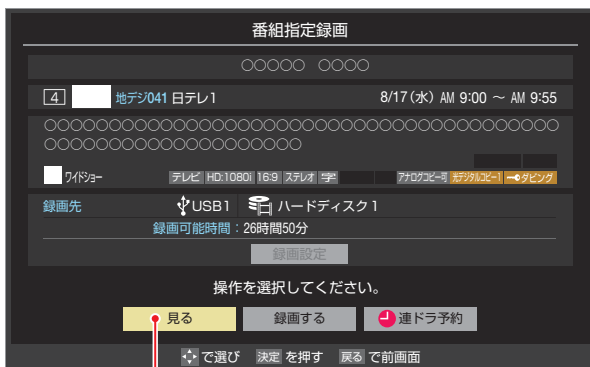 番組指定録画
○○○○○ ○○○○
4 地デジ041 日テレ1 8/17(水) AM 9:00 ～ AM 9:55
○○○○○○○○○○○○○○○○○○○○○○○○○○○○○○○○○○
○○○○○○○○○○○○○○○○○
ワイドショー テレビ HD:1080i 16:9 ステレオ 字 アナログコピー可 光デジタルコピー1 ダビング
録画先 USB1 ハードディスク1
録画可能時間：26時間50分
録画設定
操作を選択してください。
見る 録画する 連ドラ予約
で選び 決定 を押す 戻る で前画面